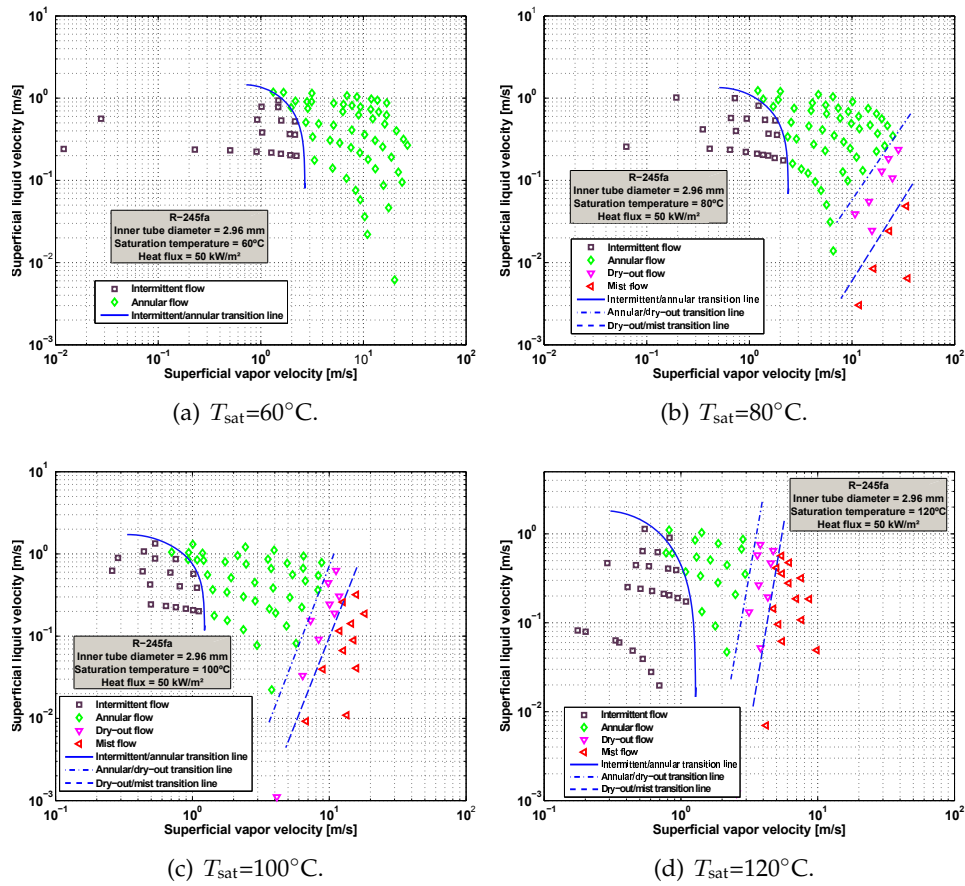 10¹
10⁰
10⁻¹
10⁻²
10⁻³
Superficial liquid velocity [m/s]
(a)
R−245fa
Inner tube diameter = 2.96 mm
Saturation temperature = 60ºC
Heat flux = 50 kW/m²
Intermittent flow
Annular flow
Intermittent/annular transition line
10⁻² 10⁻¹ 10⁰ 10¹ 10²
Superficial vapor velocity [m/s]
(a) Tsat=60°C.
10¹
10⁰
10⁻¹
10⁻²
10⁻³
Superficial liquid velocity [m/s]
(b)
R−245fa
Inner tube diameter = 2.96 mm
Saturation temperature = 80ºC
Heat flux = 50 kW/m²
Intermittent flow
Annular flow
Dry−out flow
Mist flow
Intermittent/annular transition line
Annular/dry−out transition line
Dry−out/mist transition line
10⁻² 10⁻¹ 10⁰ 10¹ 10²
Superficial vapor velocity [m/s]
(b) Tsat=80°C.
10¹
10⁰
10⁻¹
10⁻²
10⁻³
Superficial liquid velocity [m/s]
(c)
R−245fa
Inner tube diameter = 2.96 mm
Saturation temperature = 100ºC
Heat flux = 50 kW/m²
Intermittent flow
Annular flow
Dry−out flow
Mist flow
Intermittent/annular transition line
Annular/dry−out transition line
Dry−out/mist transition line
10⁻¹ 10⁰ 10¹ 10²
Superficial vapor velocity [m/s]
(c) Tsat=100°C.
10⁰
10⁻¹
10⁻²
10⁻³
Superficial liquid velocity [m/s]
(d)
R−245fa
Inner tube diameter = 2.96 mm
Saturation temperature = 120ºC
Heat flux = 50 kW/m²
Intermittent flow
Annular flow
Dry−out flow
Mist flow
Intermittent/annular transition line
Annular/dry−out transition line
Dry−out/mist transition line
10⁻¹ 10⁰ 10¹ 10²
Superficial vapor velocity [m/s]
(d) Tsat=120°C.